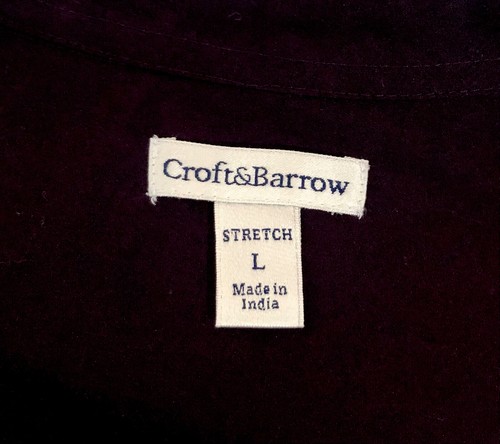 Croft&Barrow
STRETCH
L
Made in
India